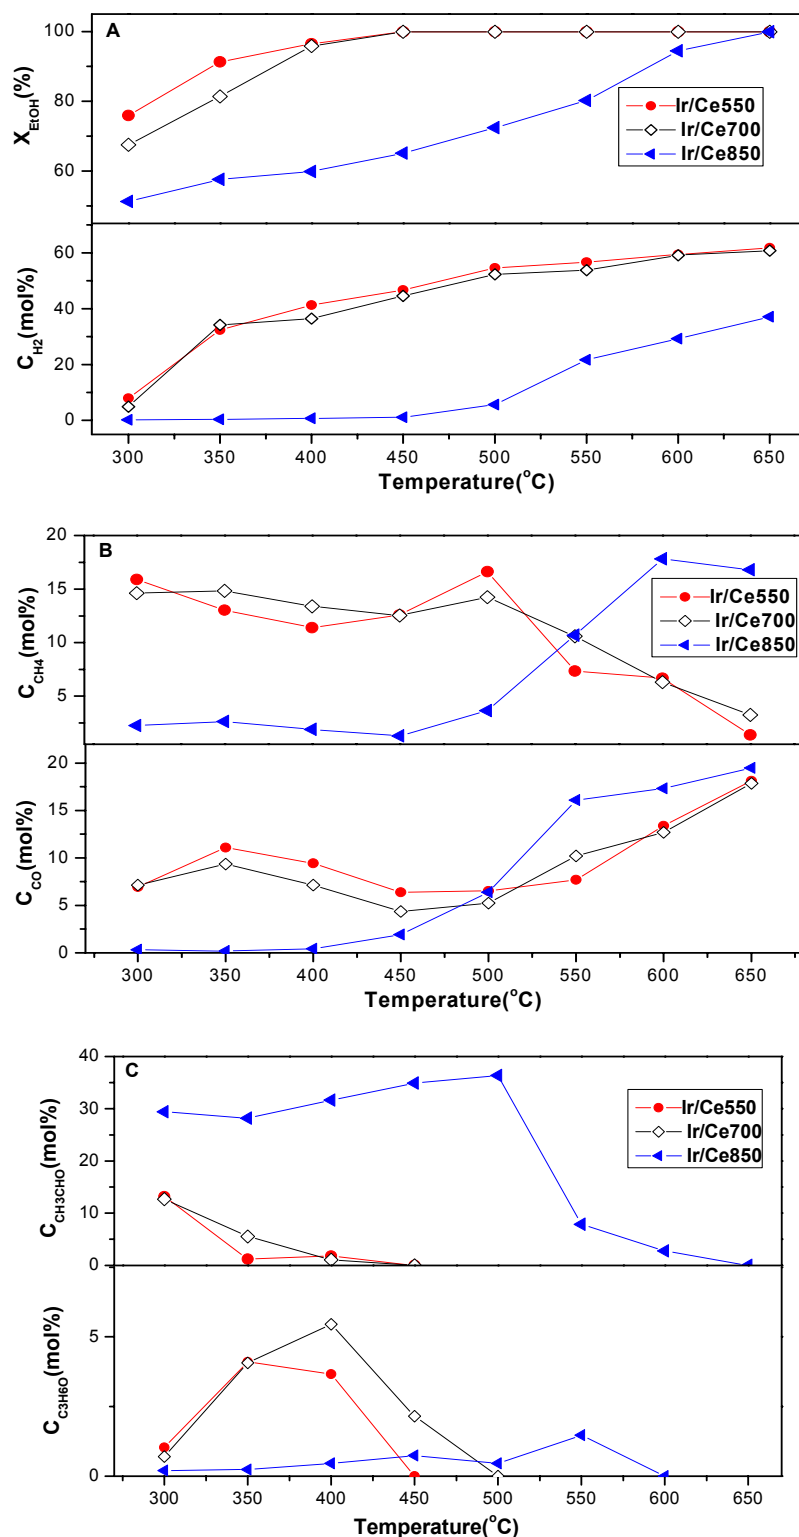 A
100
80
60
X_EtOH(%)
Ir/Ce550
Ir/Ce700
Ir/Ce850
60
40
20
0
C_H2(mol%)
300 350 400 450 500 550 600 650
Temperature(°C)
B
20
15
10
5
C_CH4(mol%)
Ir/Ce550
Ir/Ce700
Ir/Ce850
20
15
10
5
0
C_CO(mol%)
300 350 400 450 500 550 600 650
Temperature(°C)
C
40
30
20
10
0
C_CH3CHO(mol%)
Ir/Ce550
Ir/Ce700
Ir/Ce850
5
0
C_C3H6O(mol%)
300 350 400 450 500 550 600 650
Temperature(°C)